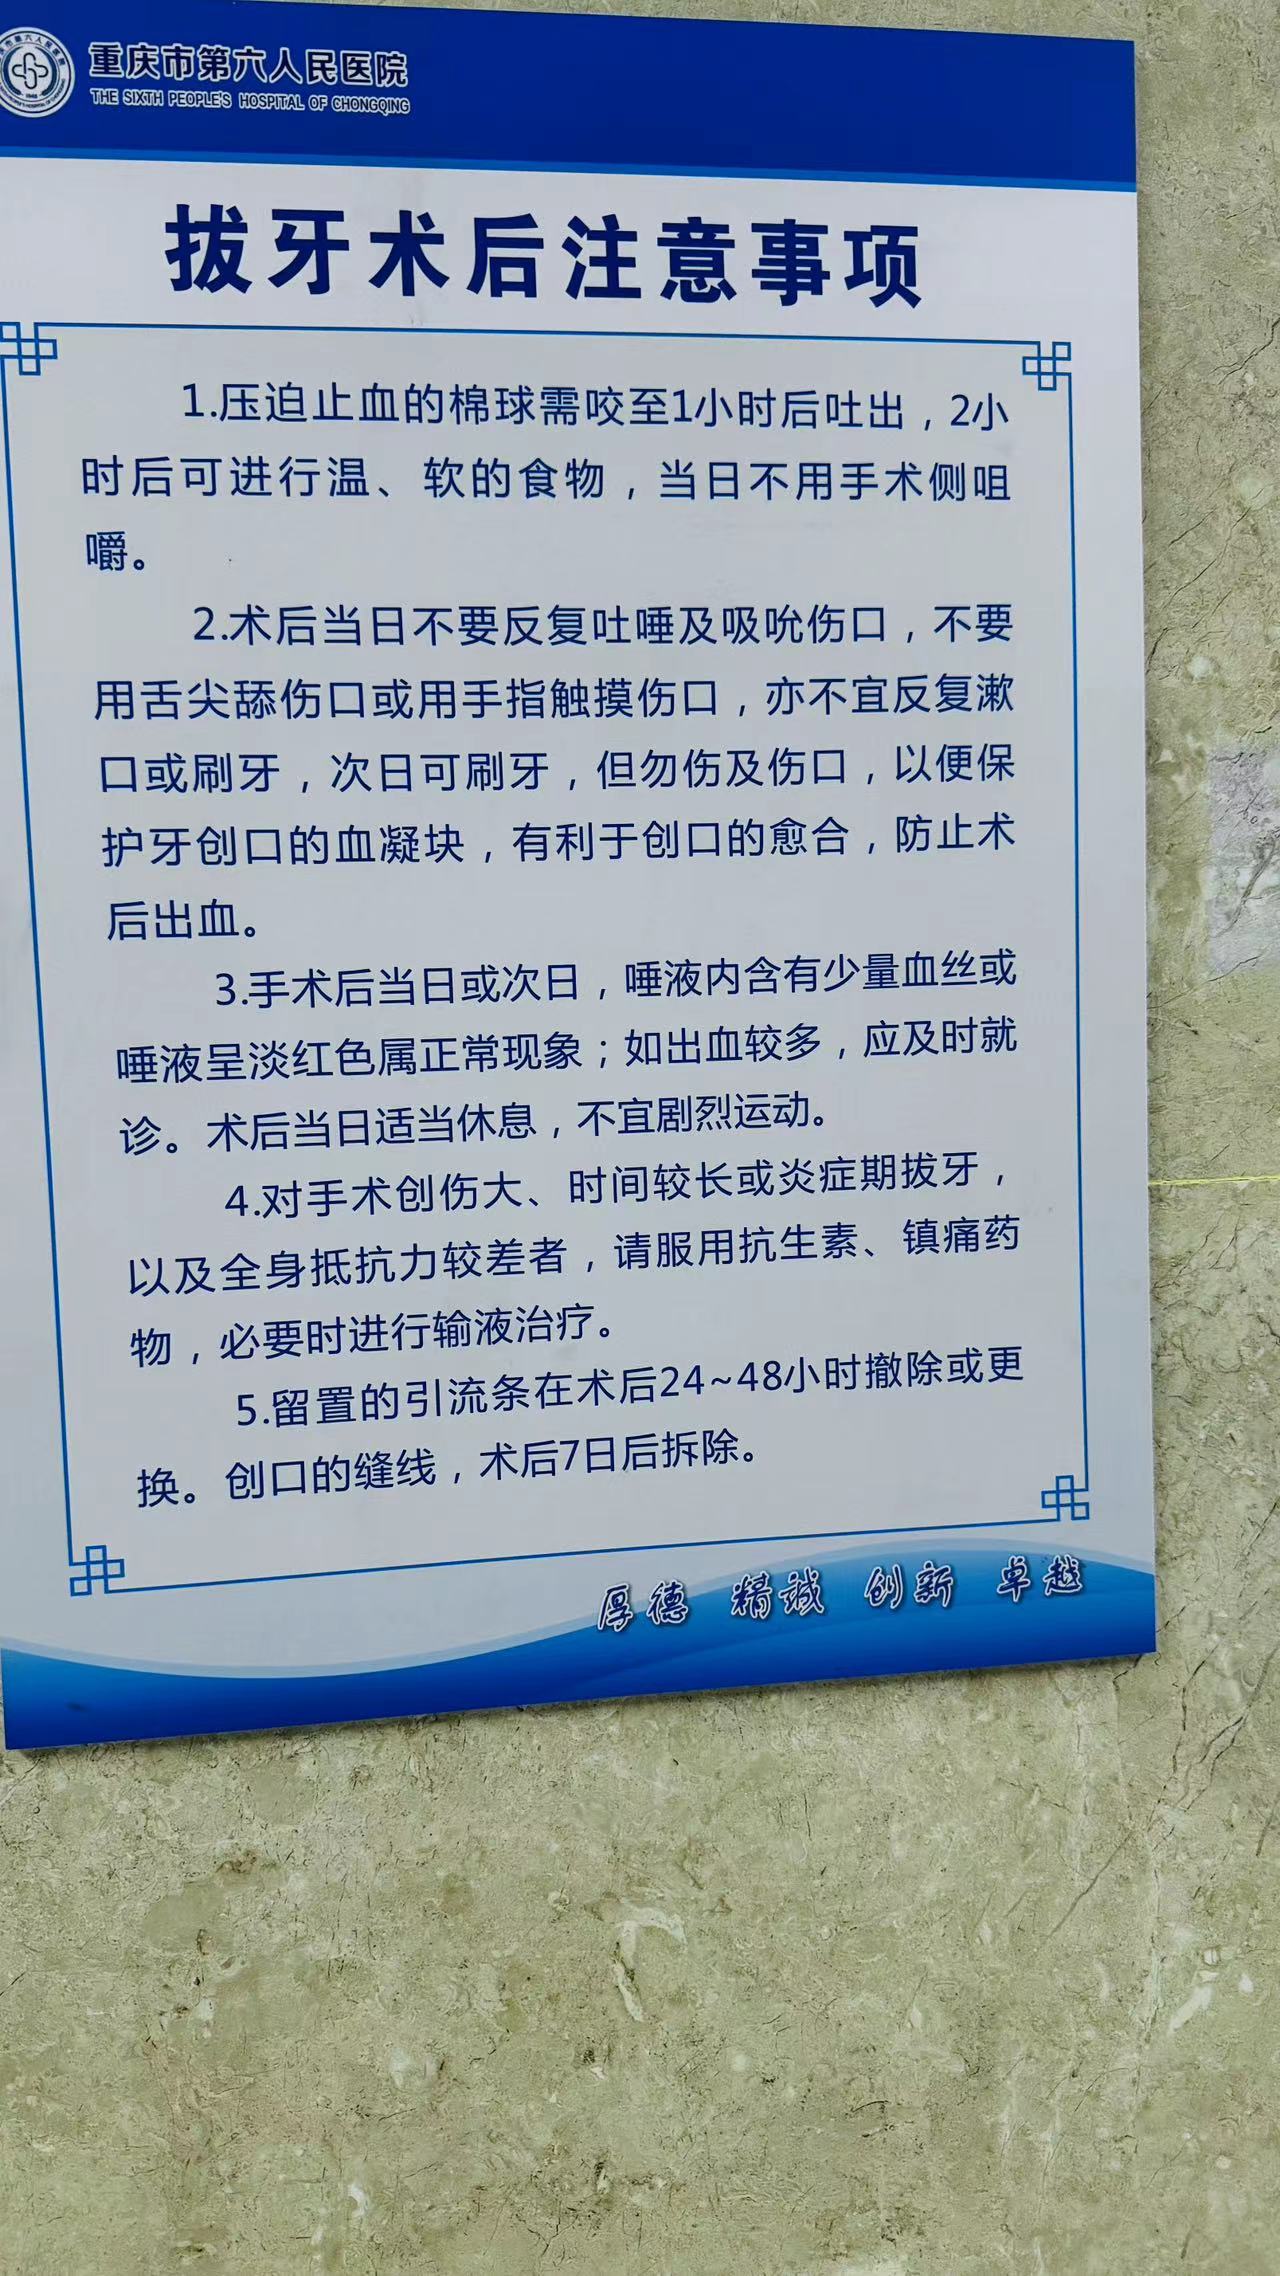 重庆市第六人民医院
THE SIXTH PEOPLE'S HOSPITAL OF CHONGQING
拔牙术后注意事项
1.压迫止血的棉球需咬至1小时后吐出，2小
时后可进行温、软的食物，当日不用手术侧咀
嚼。
2.术后当日不要反复吐唾及吸吮伤口，不要
用舌尖舔伤口或用手指触摸伤口，亦不宜反复漱
口或刷牙，次日可刷牙，但勿伤及伤口，以便保
护牙创口的血凝块，有利于创口的愈合，防止术
后出血。
3.手术后当日或次日，唾液内含有少量血丝或
唾液呈淡红色属正常现象；如出血较多，应及时就
诊。术后当日适当休息，不宜剧烈运动。
4.对手术创伤大、时间较长或炎症期拔牙，
以及全身抵抗力较差者，请服用抗生素、镇痛药
物，必要时进行输液治疗。
5.留置的引流条在术后24~48小时撤除或更
换。创口的缝线，术后7日后拆除。
厚德 精诚 创新 卓越